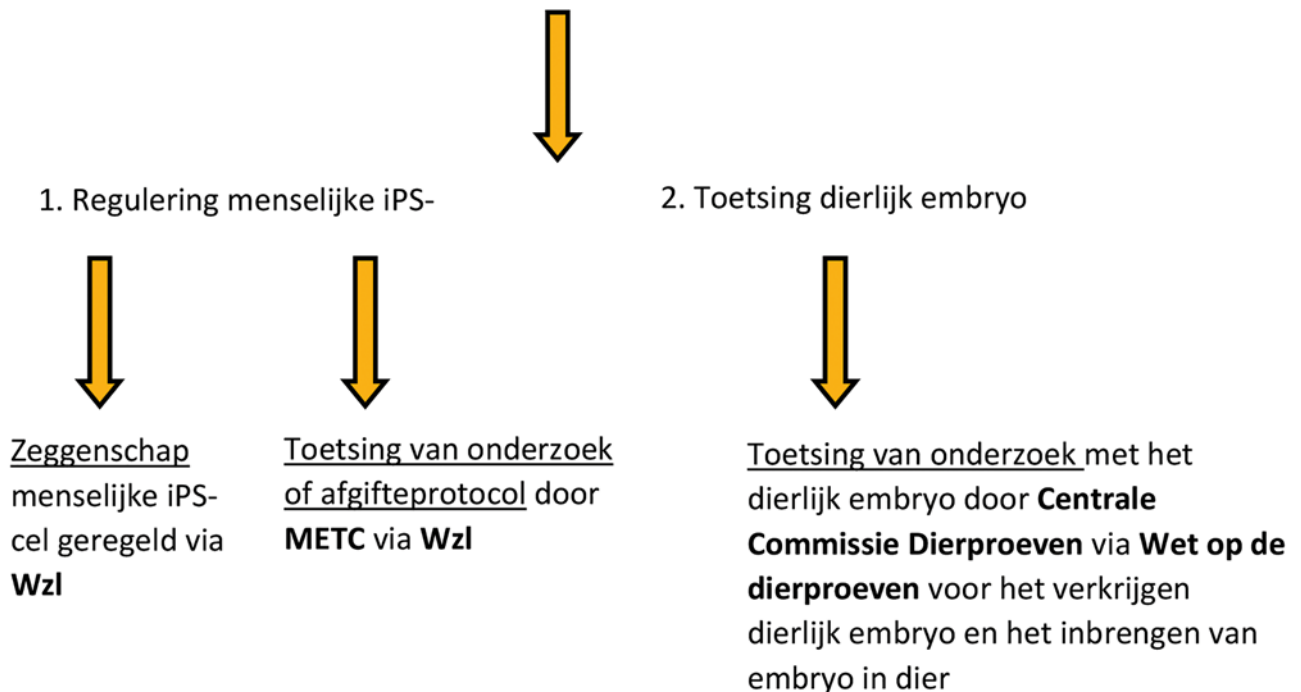 1. Regulering menselijke iPS-
2. Toetsing dierlijk embryo
Zeggenschap
menselijke iPS-
cel geregeld via
Wzl
Toetsing van onderzoek
of afgifteprotocol door
METC via Wzl
Toetsing van onderzoek met het
dierlijk embryo door Centrale
Commissie Dierproeven via Wet op de
dierproeven voor het verkrijgen
dierlijk embryo en het inbrengen van
embryo in dier